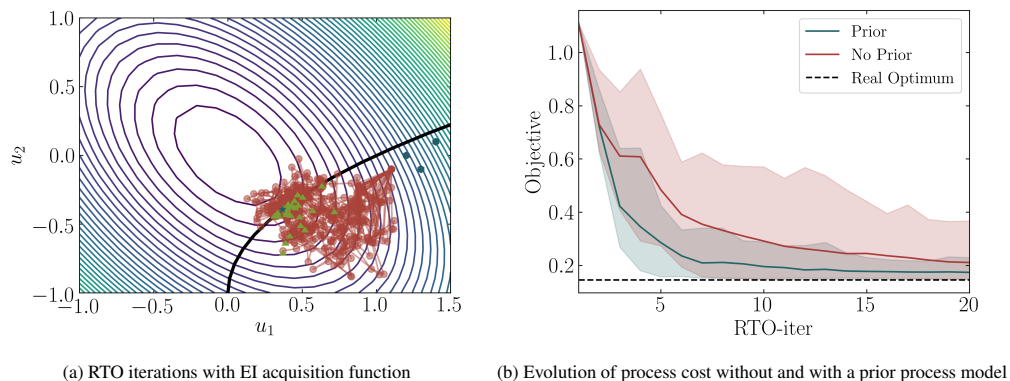 1.0
0.5
0.0
−0.5
−1.0
u2
−1.0 −0.5 0.0 0.5 1.0 1.5
u1
(a) RTO iterations with EI acquisition function
Prior
No Prior
Real Optimum
1.0
0.8
0.6
0.4
0.2
Objective
5 10 15 20
RTO-iter
(b) Evolution of process cost without and with a prior process model